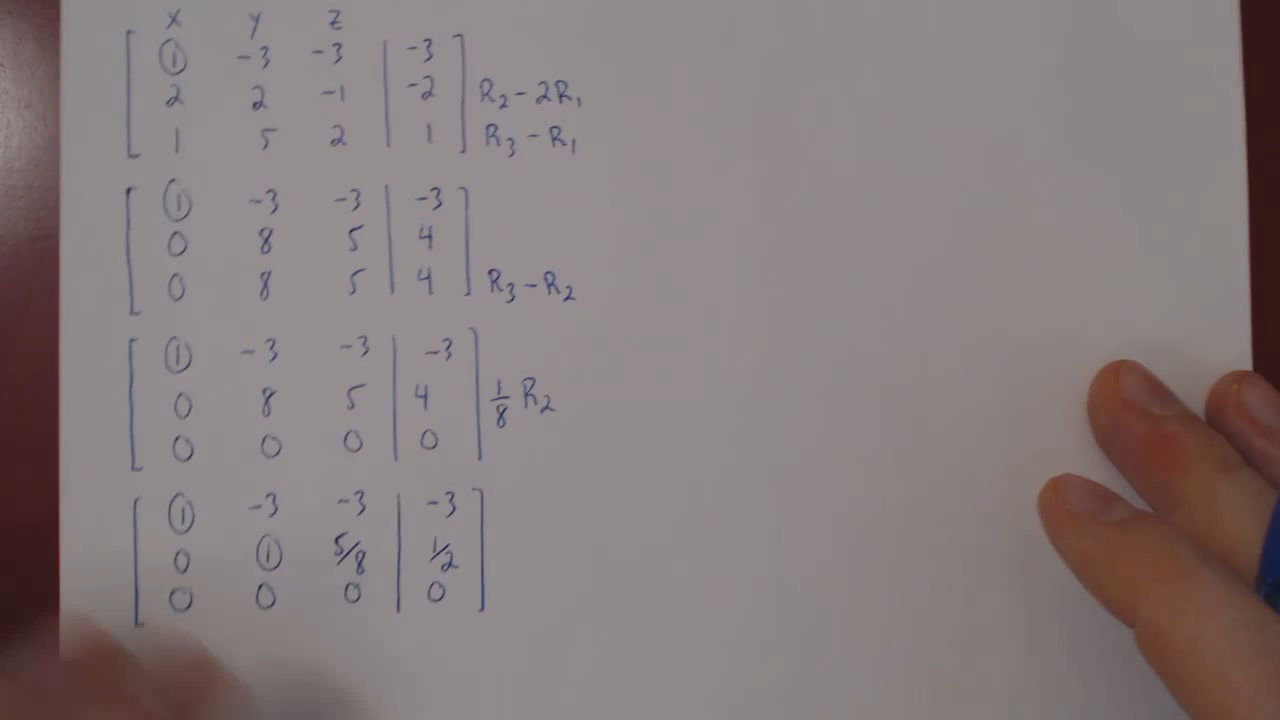 x y z
1 -3 -3 | -3
2 2 -1 | -2 R₂ - 2R₁
1 5 2 | 1 R₃ - R₁
1 -3 -3 | -3
0 8 5 | 4
0 8 5 | 4 R₃ - R₂
1 -3 -3 | -3
0 8 5 | 4 1/8 R₂
0 0 0 | 0
1 -3 -3 | -3
0 1 5/8 | 1/2
0 0 0 | 0